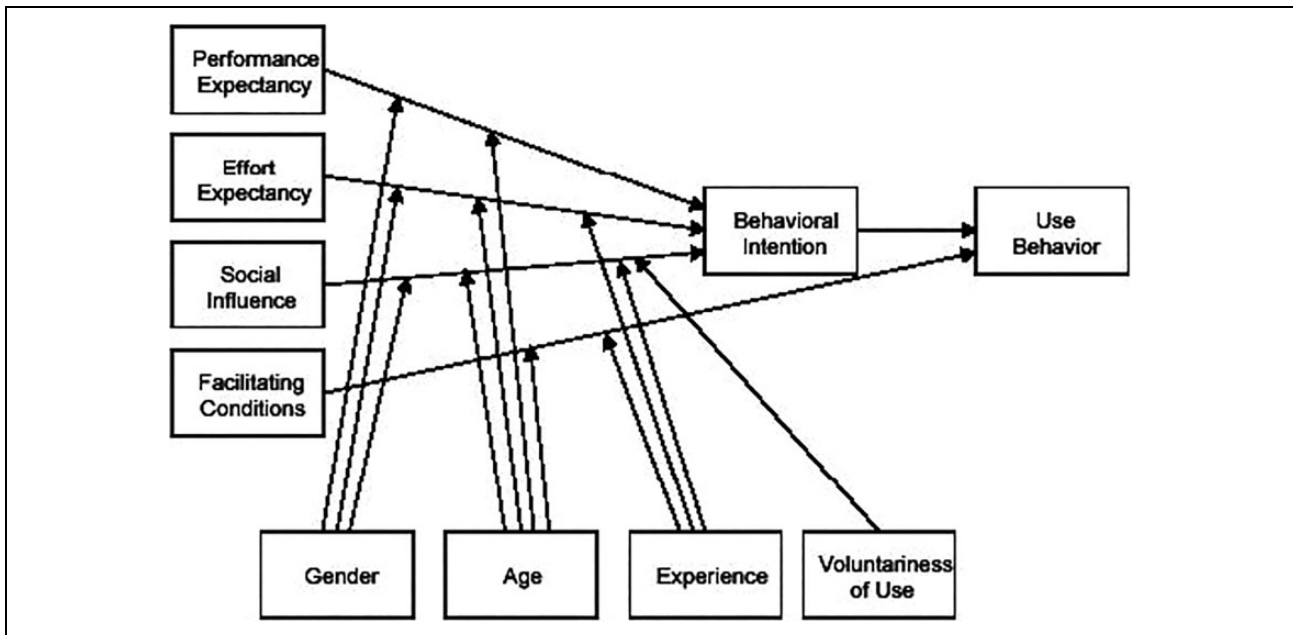 Performance
Expectancy
Effort
Expectancy
Social
Influence
Facilitating
Conditions
Behavioral
Intention
Use
Behavior
Gender
Age
Experience
Voluntariness
of Use